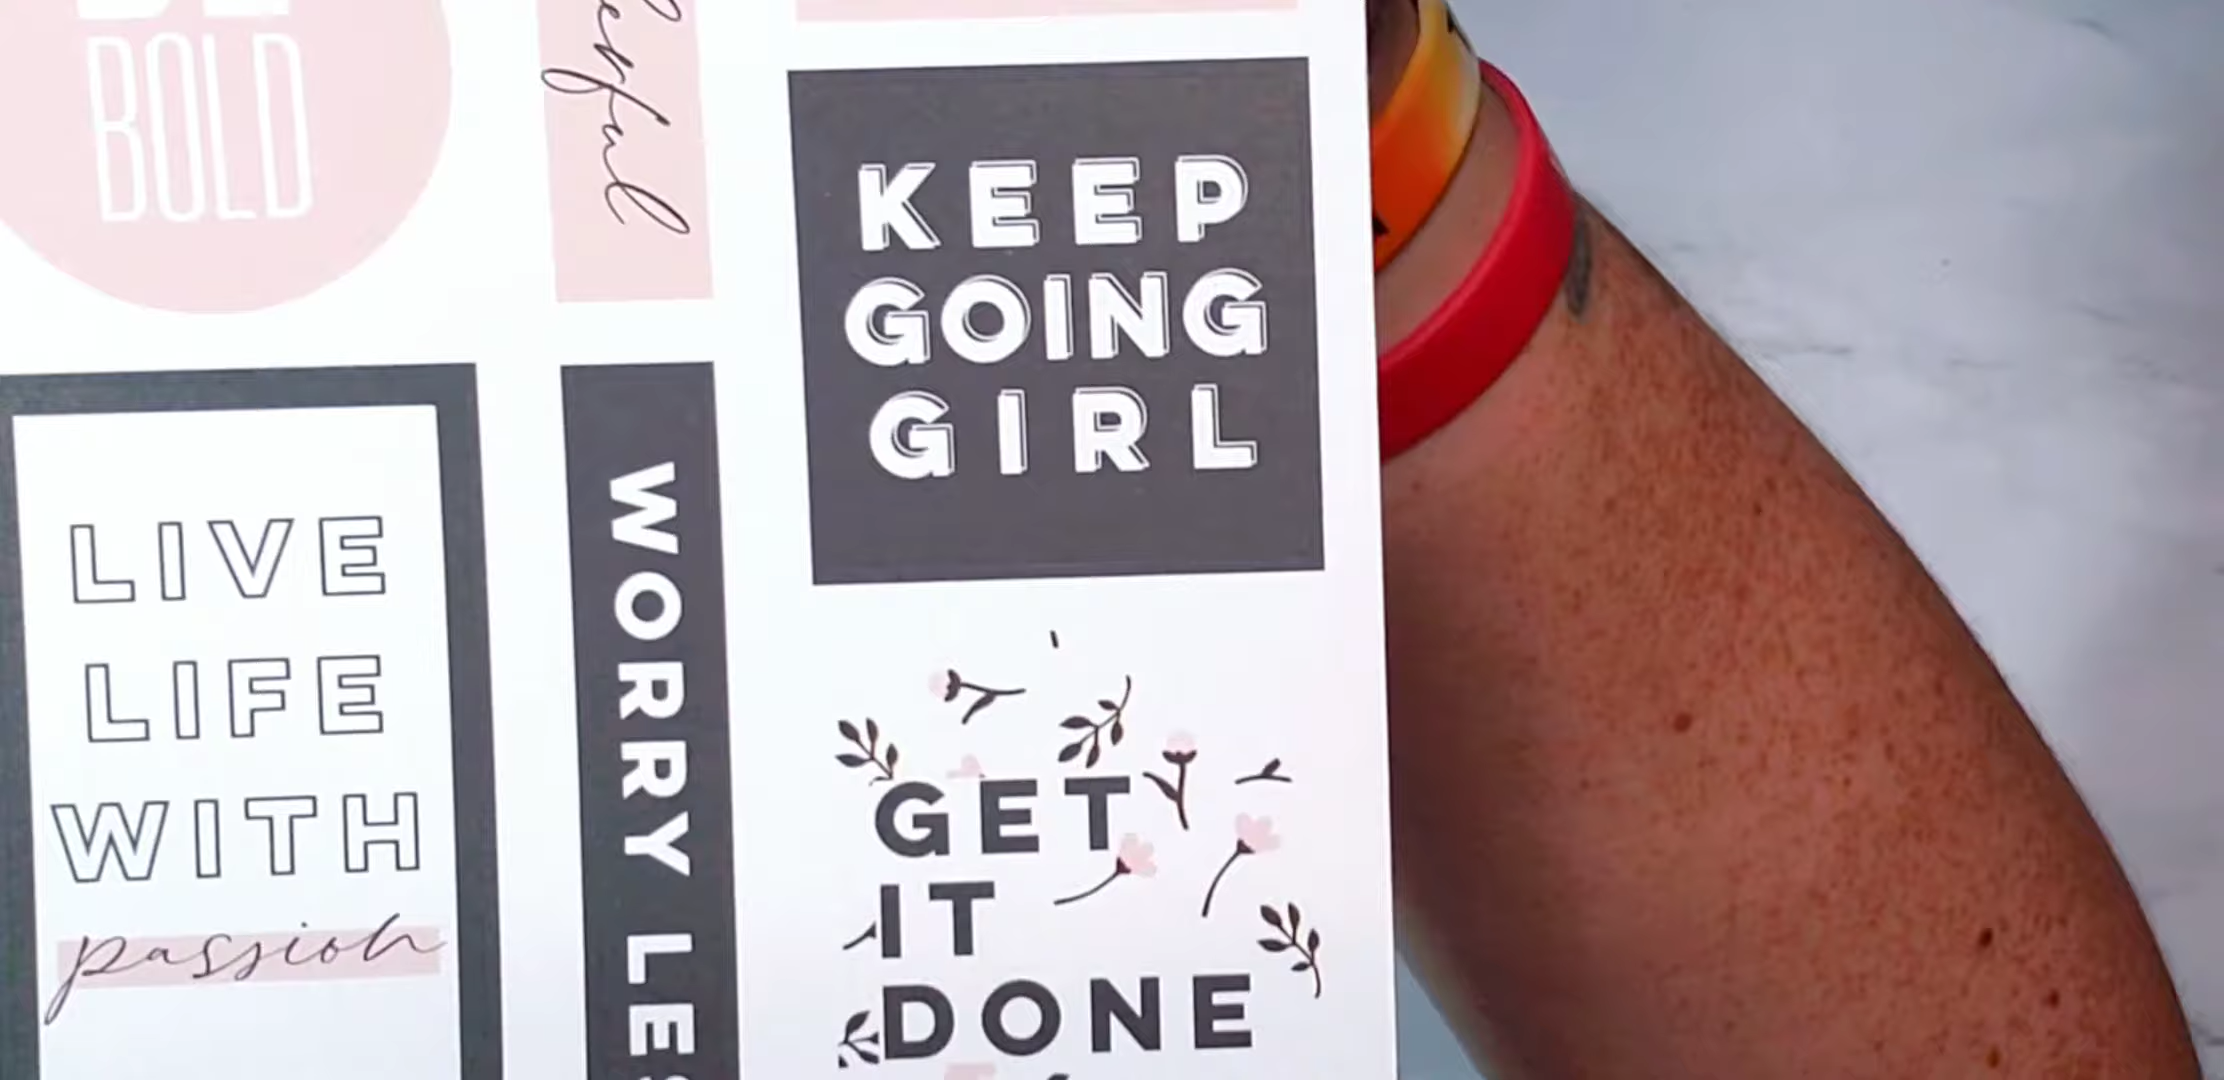 BOLD
KEEP
GOING
GIRL
LIVE
LIFE
WITH
passion
WORRY
GET
IT
DONE